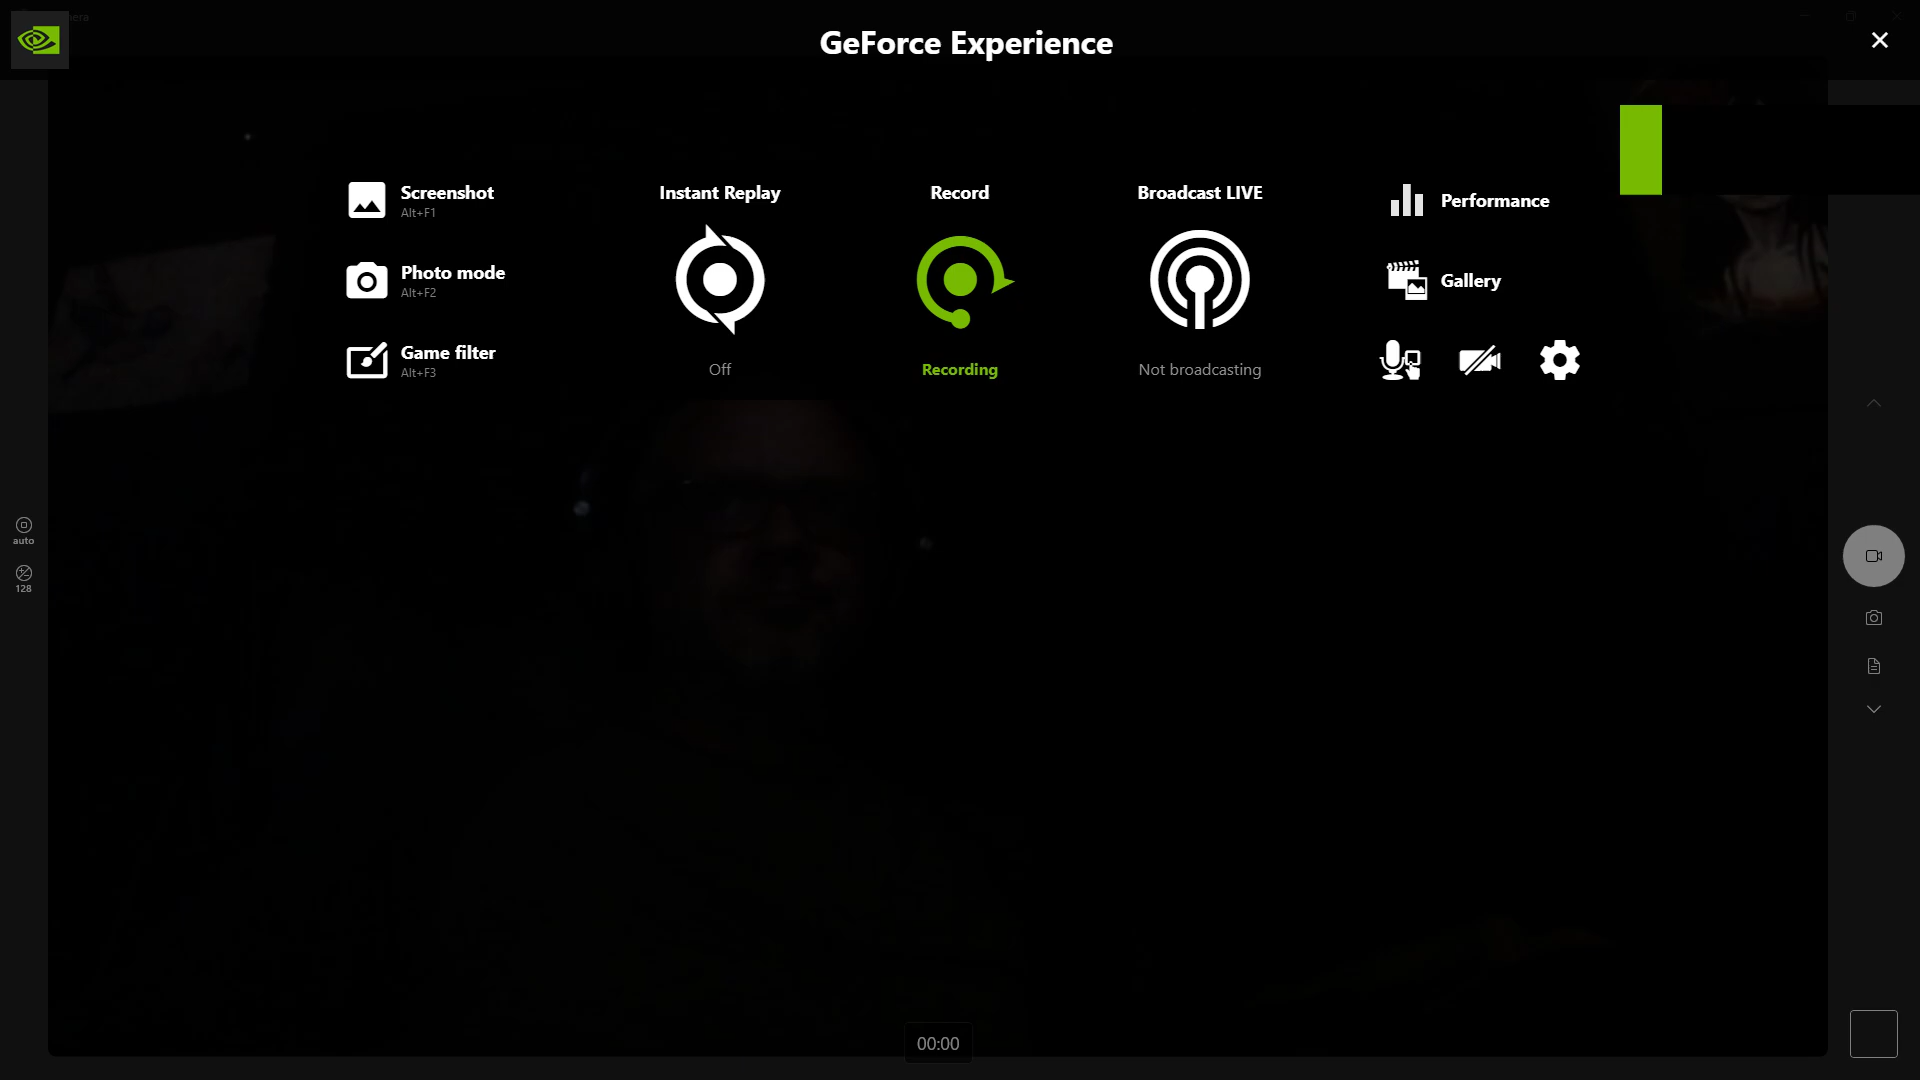 GeForce Experience
Screenshot
Alt+F1
Photo mode
Alt+F2
Game filter
Alt+F3
Instant Replay
Off
Record
Recording
Broadcast LIVE
Not broadcasting
Performance
Gallery
auto
128
00:00